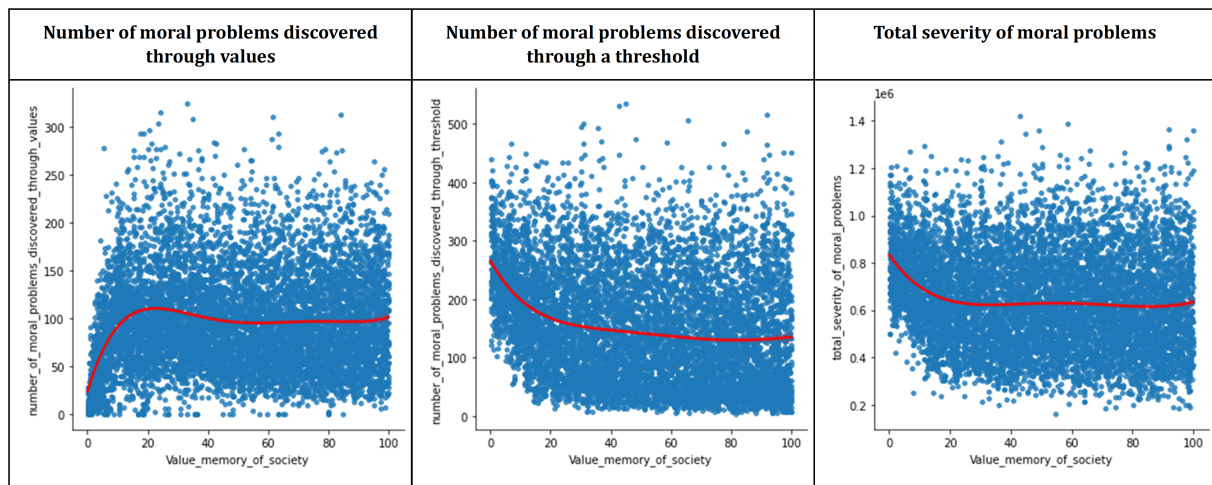 Number of moral problems discovered
through values
Number of moral problems discovered
through a threshold
Total severity of moral problems
number_of_moral_problems_discovered_through_values
300
250
200
150
100
50
0
0 20 40 60 80 100
Value_memory_of_society
number_of_moral_problems_discovered_through_threshold
500
400
300
200
100
0
0 20 40 60 80 100
Value_memory_of_society
1e6
total_severity_of_moral_problems
1.4
1.2
1.0
0.8
0.6
0.4
0.2
0 20 40 60 80 100
Value_memory_of_society